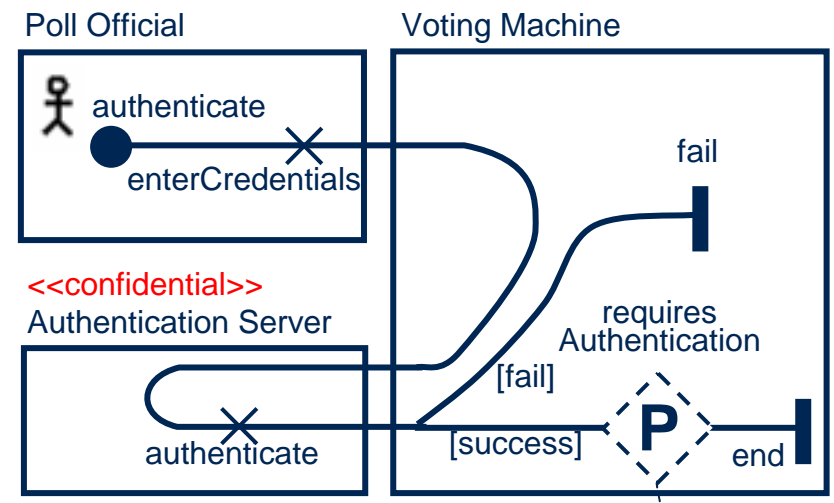 Poll Official
Voting Machine
authenticate
enterCredentials
fail
<<confidential>>
Authentication Server
requires
Authentication
[fail]
P
[success]
authenticate
end